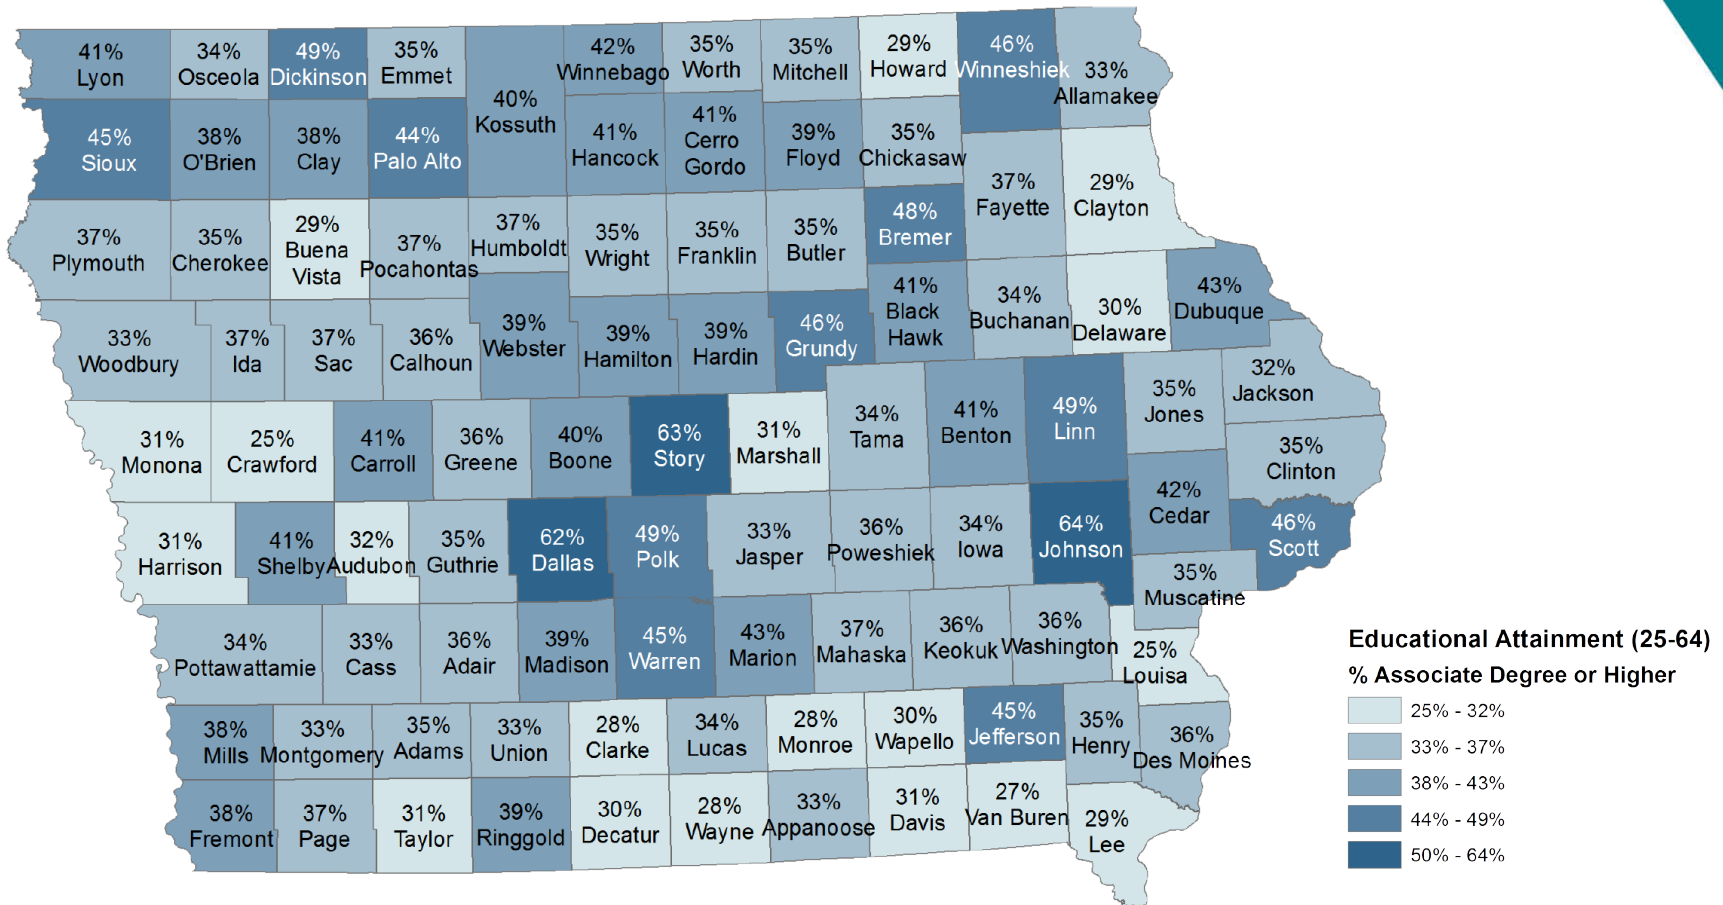 41%
Lyon
34%
Osceola
49%
Dickinson
35%
Emmet
40%
Kossuth
42%
Winnebago
35%
Worth
35%
Mitchell
29%
Howard
46%
Winneshiek
33%
Allamakee
45%
Sioux
38%
O'Brien
38%
Clay
44%
Palo Alto
41%
Hancock
41%
Cerro
Gordo
39%
Floyd
35%
Chickasaw
37%
Fayette
29%
Clayton
37%
Plymouth
35%
Cherokee
29%
Buena
Vista
37%
Pocahontas
37%
Humboldt
35%
Wright
35%
Franklin
35%
Butler
48%
Bremer
33%
Woodbury
37%
Ida
37%
Sac
36%
Calhoun
39%
Webster
39%
Hamilton
39%
Hardin
46%
Grundy
41%
Black
Hawk
34%
Buchanan
30%
Delaware
43%
Dubuque
31%
Monona
25%
Crawford
41%
Carroll
36%
Greene
40%
Boone
63%
Story
31%
Marshall
34%
Tama
41%
Benton
49%
Linn
35%
Jones
32%
Jackson
35%
Clinton
31%
Harrison
41%
Shelby
32%
Audubon
35%
Guthrie
62%
Dallas
49%
Polk
33%
Jasper
36%
Poweshiek
34%
Iowa
64%
Johnson
42%
Cedar
46%
Scott
35%
Muscatine
34%
Pottawattamie
33%
Cass
36%
Adair
39%
Madison
45%
Warren
43%
Marion
37%
Mahaska
36%
Keokuk
36%
Washington
25%
Louisa
38%
Mills
33%
Montgomery
35%
Adams
33%
Union
28%
Clarke
34%
Lucas
28%
Monroe
30%
Wapello
45%
Jefferson
35%
Henry
36%
Des Moines
38%
Fremont
37%
Page
31%
Taylor
39%
Ringgold
30%
Decatur
28%
Wayne
33%
Appanoose
31%
Davis
27%
Van Buren
29%
Lee
Educational Attainment (25-64)
% Associate Degree or Higher
25% - 32%
33% - 37%
38% - 43%
44% - 49%
50% - 64%